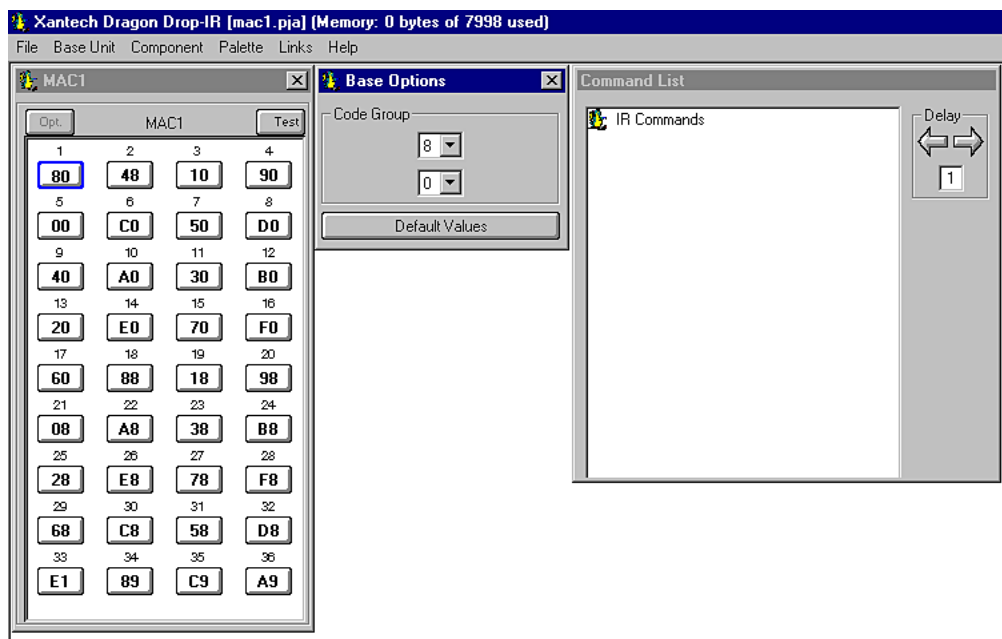 Xantech Dragon Drop-IR [mac1.pja] (Memory: 0 bytes of 7998 used)
File Base Unit Component Palette Links Help
MAC1
Opt. MAC1 Test
1 2 3 4
80 48 10 90
5 6 7 8
00 C0 50 D0
9 10 11 12
40 A0 30 B0
13 14 15 16
20 E0 70 F0
17 18 19 20
60 88 18 98
21 22 23 24
08 A8 38 B8
25 26 27 28
28 E8 78 F8
29 30 31 32
68 C8 58 D8
33 34 35 36
E1 89 C9 A9
Base Options
Code Group
8
0
Default Values
Command List
IR Commands
Delay
1